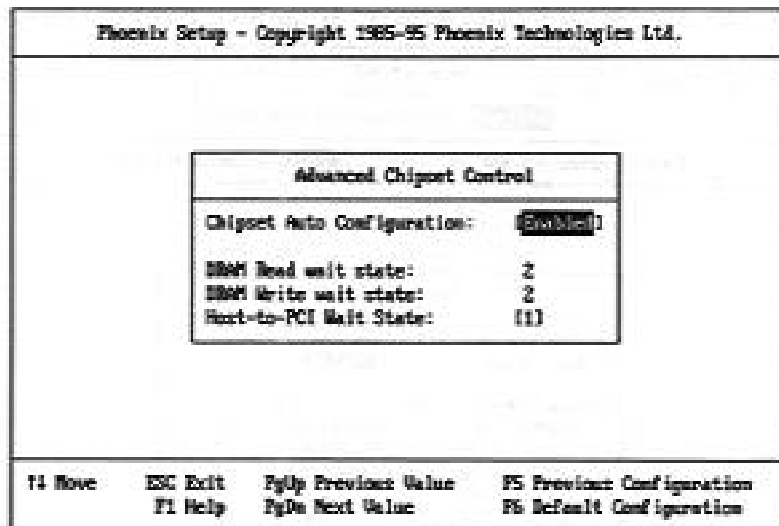 Phoenix Setup - Copyright 1985-95 Phoenix Technologies Ltd.
Advanced Chipset Control
Chipset Auto Configuration: [Enabled]
DRAM Read wait state: 2
DRAM Write wait state: 2
Host-to-PCI Wait State: [1]
↑↓ Move ESC Exit PgUp Previous Value F5 Previous Configuration
F1 Help PgDn Next Value F6 Default Configuration